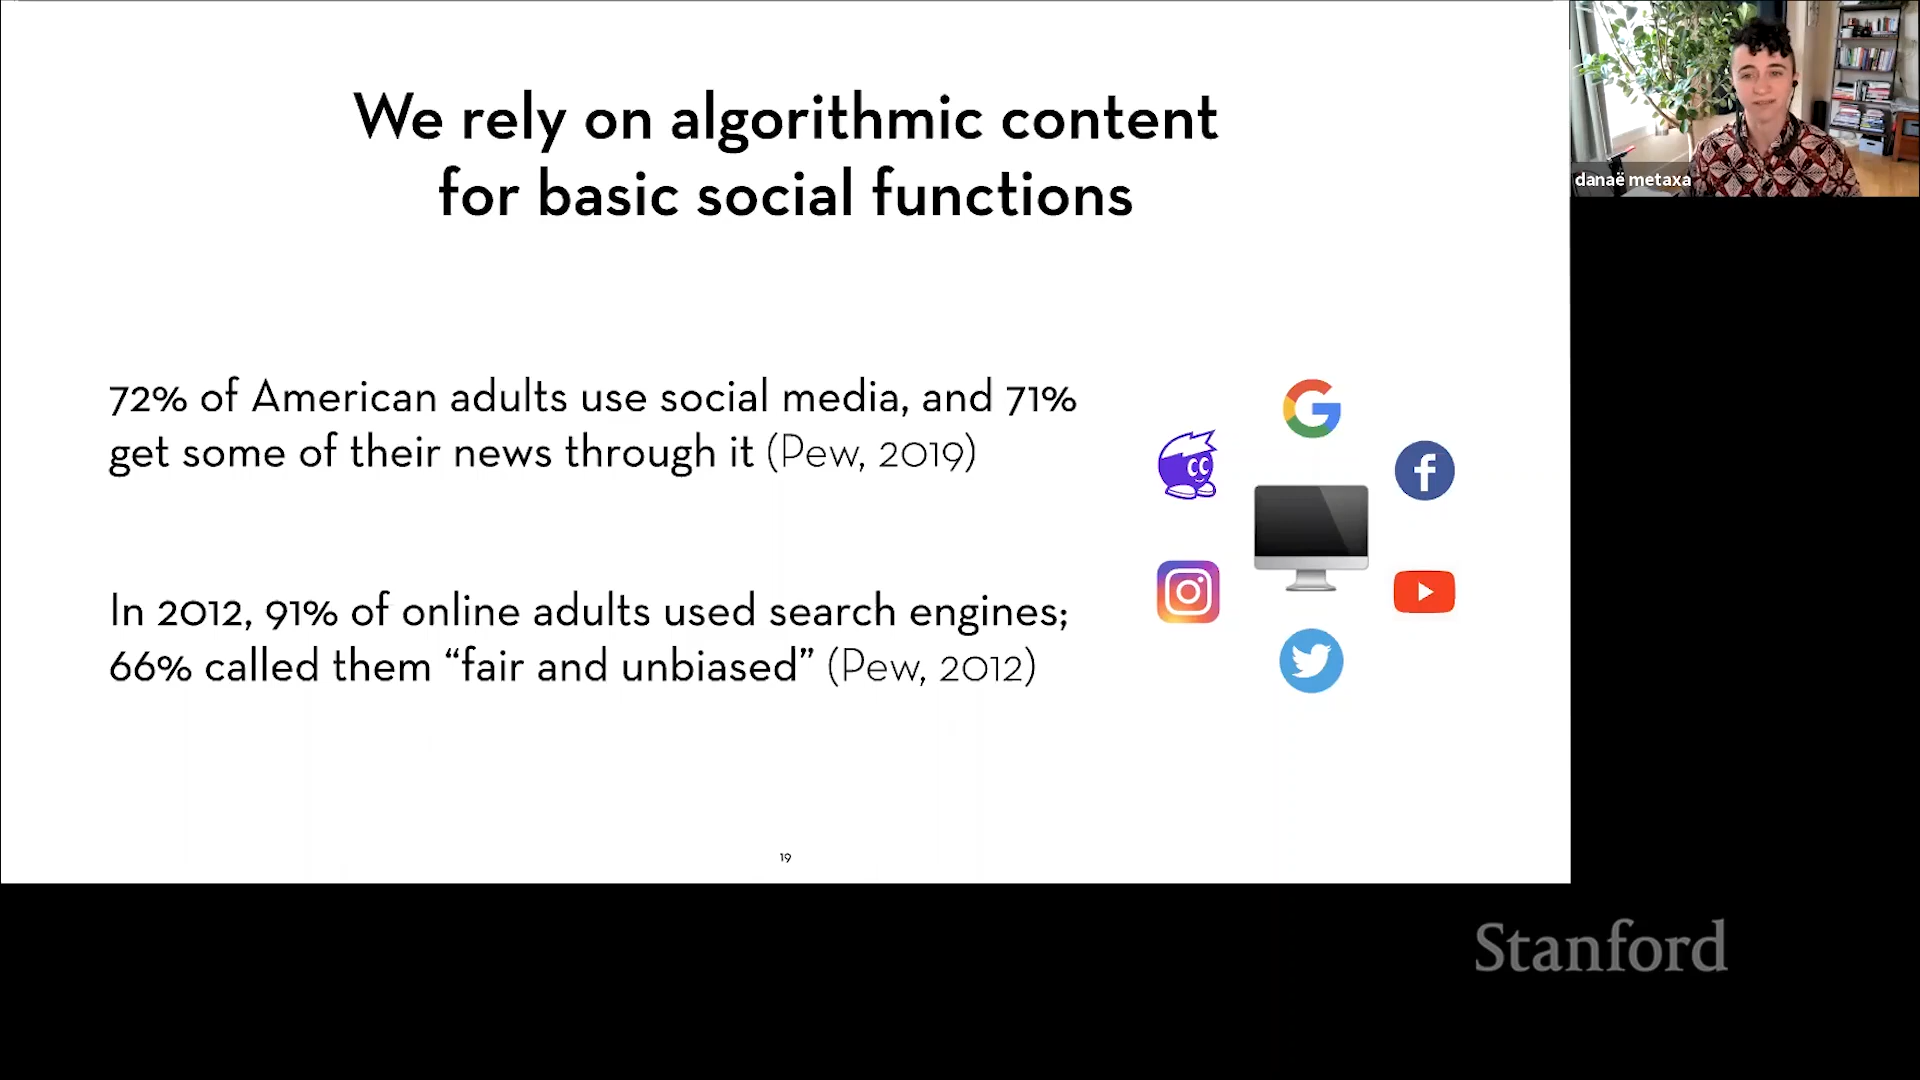 We rely on algorithmic content
for basic social functions
72% of American adults use social media, and 71%
get some of their news through it (Pew, 2019)
In 2012, 91% of online adults used search engines;
66% called them “fair and unbiased” (Pew, 2012)
19
danaë metaxa
Stanford